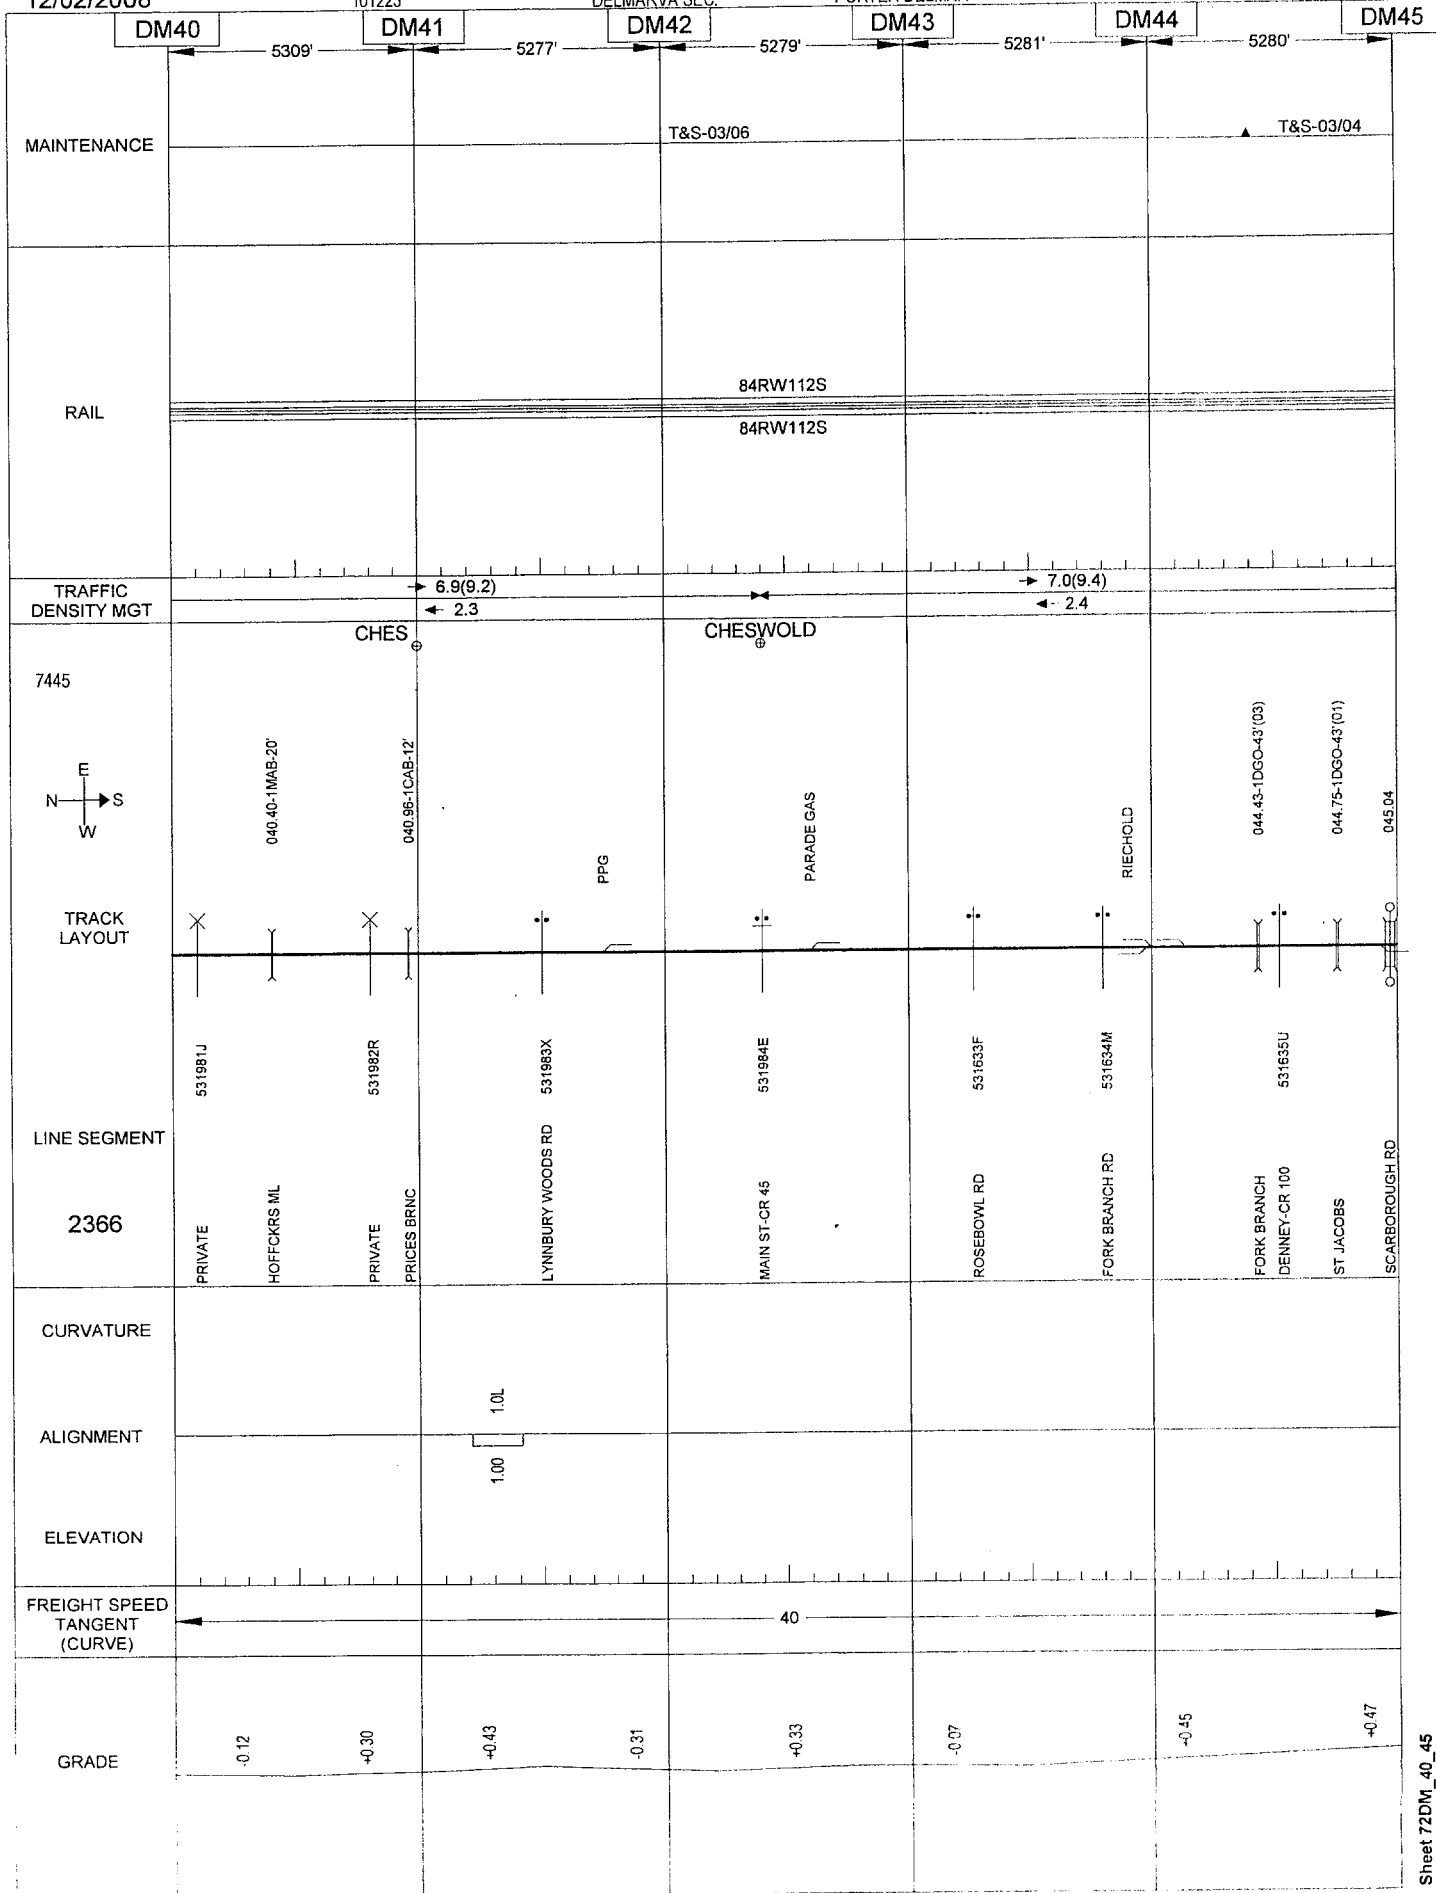 12/02/2008
101223
DELMARVA SEC.
DM40
DM41
DM42
DM43
DM44
DM45
5309'
5277'
5279'
5281'
5280'
MAINTENANCE
T&S-03/06
T&S-03/04
RAIL
84RW112S
84RW112S
TRAFFIC
DENSITY MGT
6.9(9.2)
2.3
7.0(9.4)
2.4
CHES
CHESWOLD
7445
E
N
S
W
040.40-1MAB-20'
040.96-1CAB-12'
PPG
PARADE GAS
RIECHOLD
044.43-1DGO-43'(03)
044.75-1DGO-43'(01)
045.04
TRACK
LAYOUT
531981J
531982R
531983X
531984E
531633F
531634M
531635U
LINE SEGMENT
2366
PRIVATE
HOFFCKRS ML
PRIVATE
PRICES BRNC
LYNNBURY WOODS RD
MAIN ST-CR 45
ROSEBOWL RD
FORK BRANCH RD
FORK BRANCH
DENNEY-CR 100
ST JACOBS
SCARBOROUGH RD
CURVATURE
1.0L
ALIGNMENT
1.00
ELEVATION
FREIGHT SPEED
TANGENT
(CURVE)
40
GRADE
-0.12
+0.30
+0.43
-0.31
+0.33
-0.07
+0.45
+0.47
Sheet 72DM_40_45